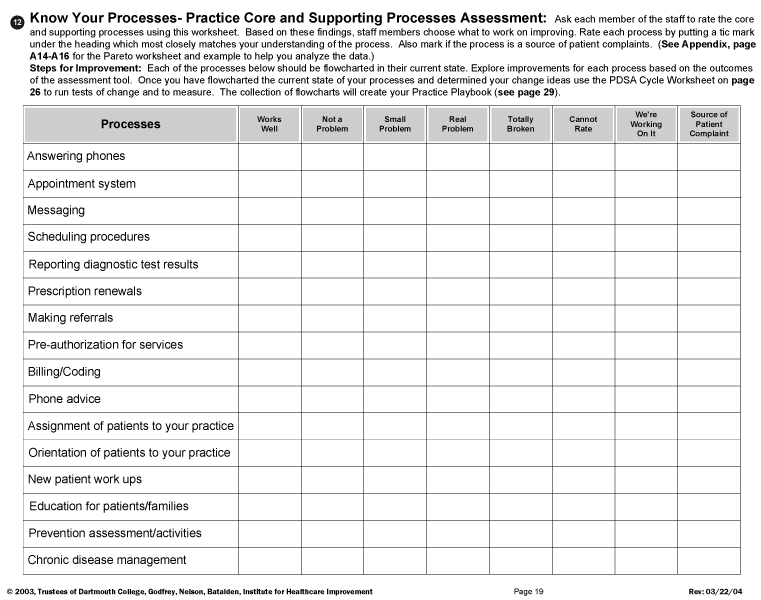 12 Know Your Processes- Practice Core and Supporting Processes Assessment: Ask each member of the staff to rate the core
and supporting processes using this worksheet. Based on these findings, staff members choose what to work on improving. Rate each process by putting a tic mark
under the heading which most closely matches your understanding of the process. Also mark if the process is a source of patient complaints. (See Appendix, page
A14-A16 for the Pareto worksheet and example to help you analyze the data.)
Steps for Improvement: Each of the processes below should be flowcharted in their current state. Explore improvements for each process based on the outcomes
of the assessment tool. Once you have flowcharted the current state of your processes and determined your change ideas use the PDSA Cycle Worksheet on page
26 to run tests of change and to measure. The collection of flowcharts will create your Practice Playbook (see page 29).
Processes
Works
Well
Not a
Problem
Small
Problem
Real
Problem
Totally
Broken
Cannot
Rate
We're
Working
On It
Source of
Patient
Complaint
Answering phones
Appointment system
Messaging
Scheduling procedures
Reporting diagnostic test results
Prescription renewals
Making referrals
Pre-authorization for services
Billing/Coding
Phone advice
Assignment of patients to your practice
Orientation of patients to your practice
New patient work ups
Education for patients/families
Prevention assessment/activities
Chronic disease management
© 2003, Trustees of Dartmouth College, Godfrey, Nelson, Batalden, Institute for Healthcare Improvement Page 19 Rev: 03/22/04